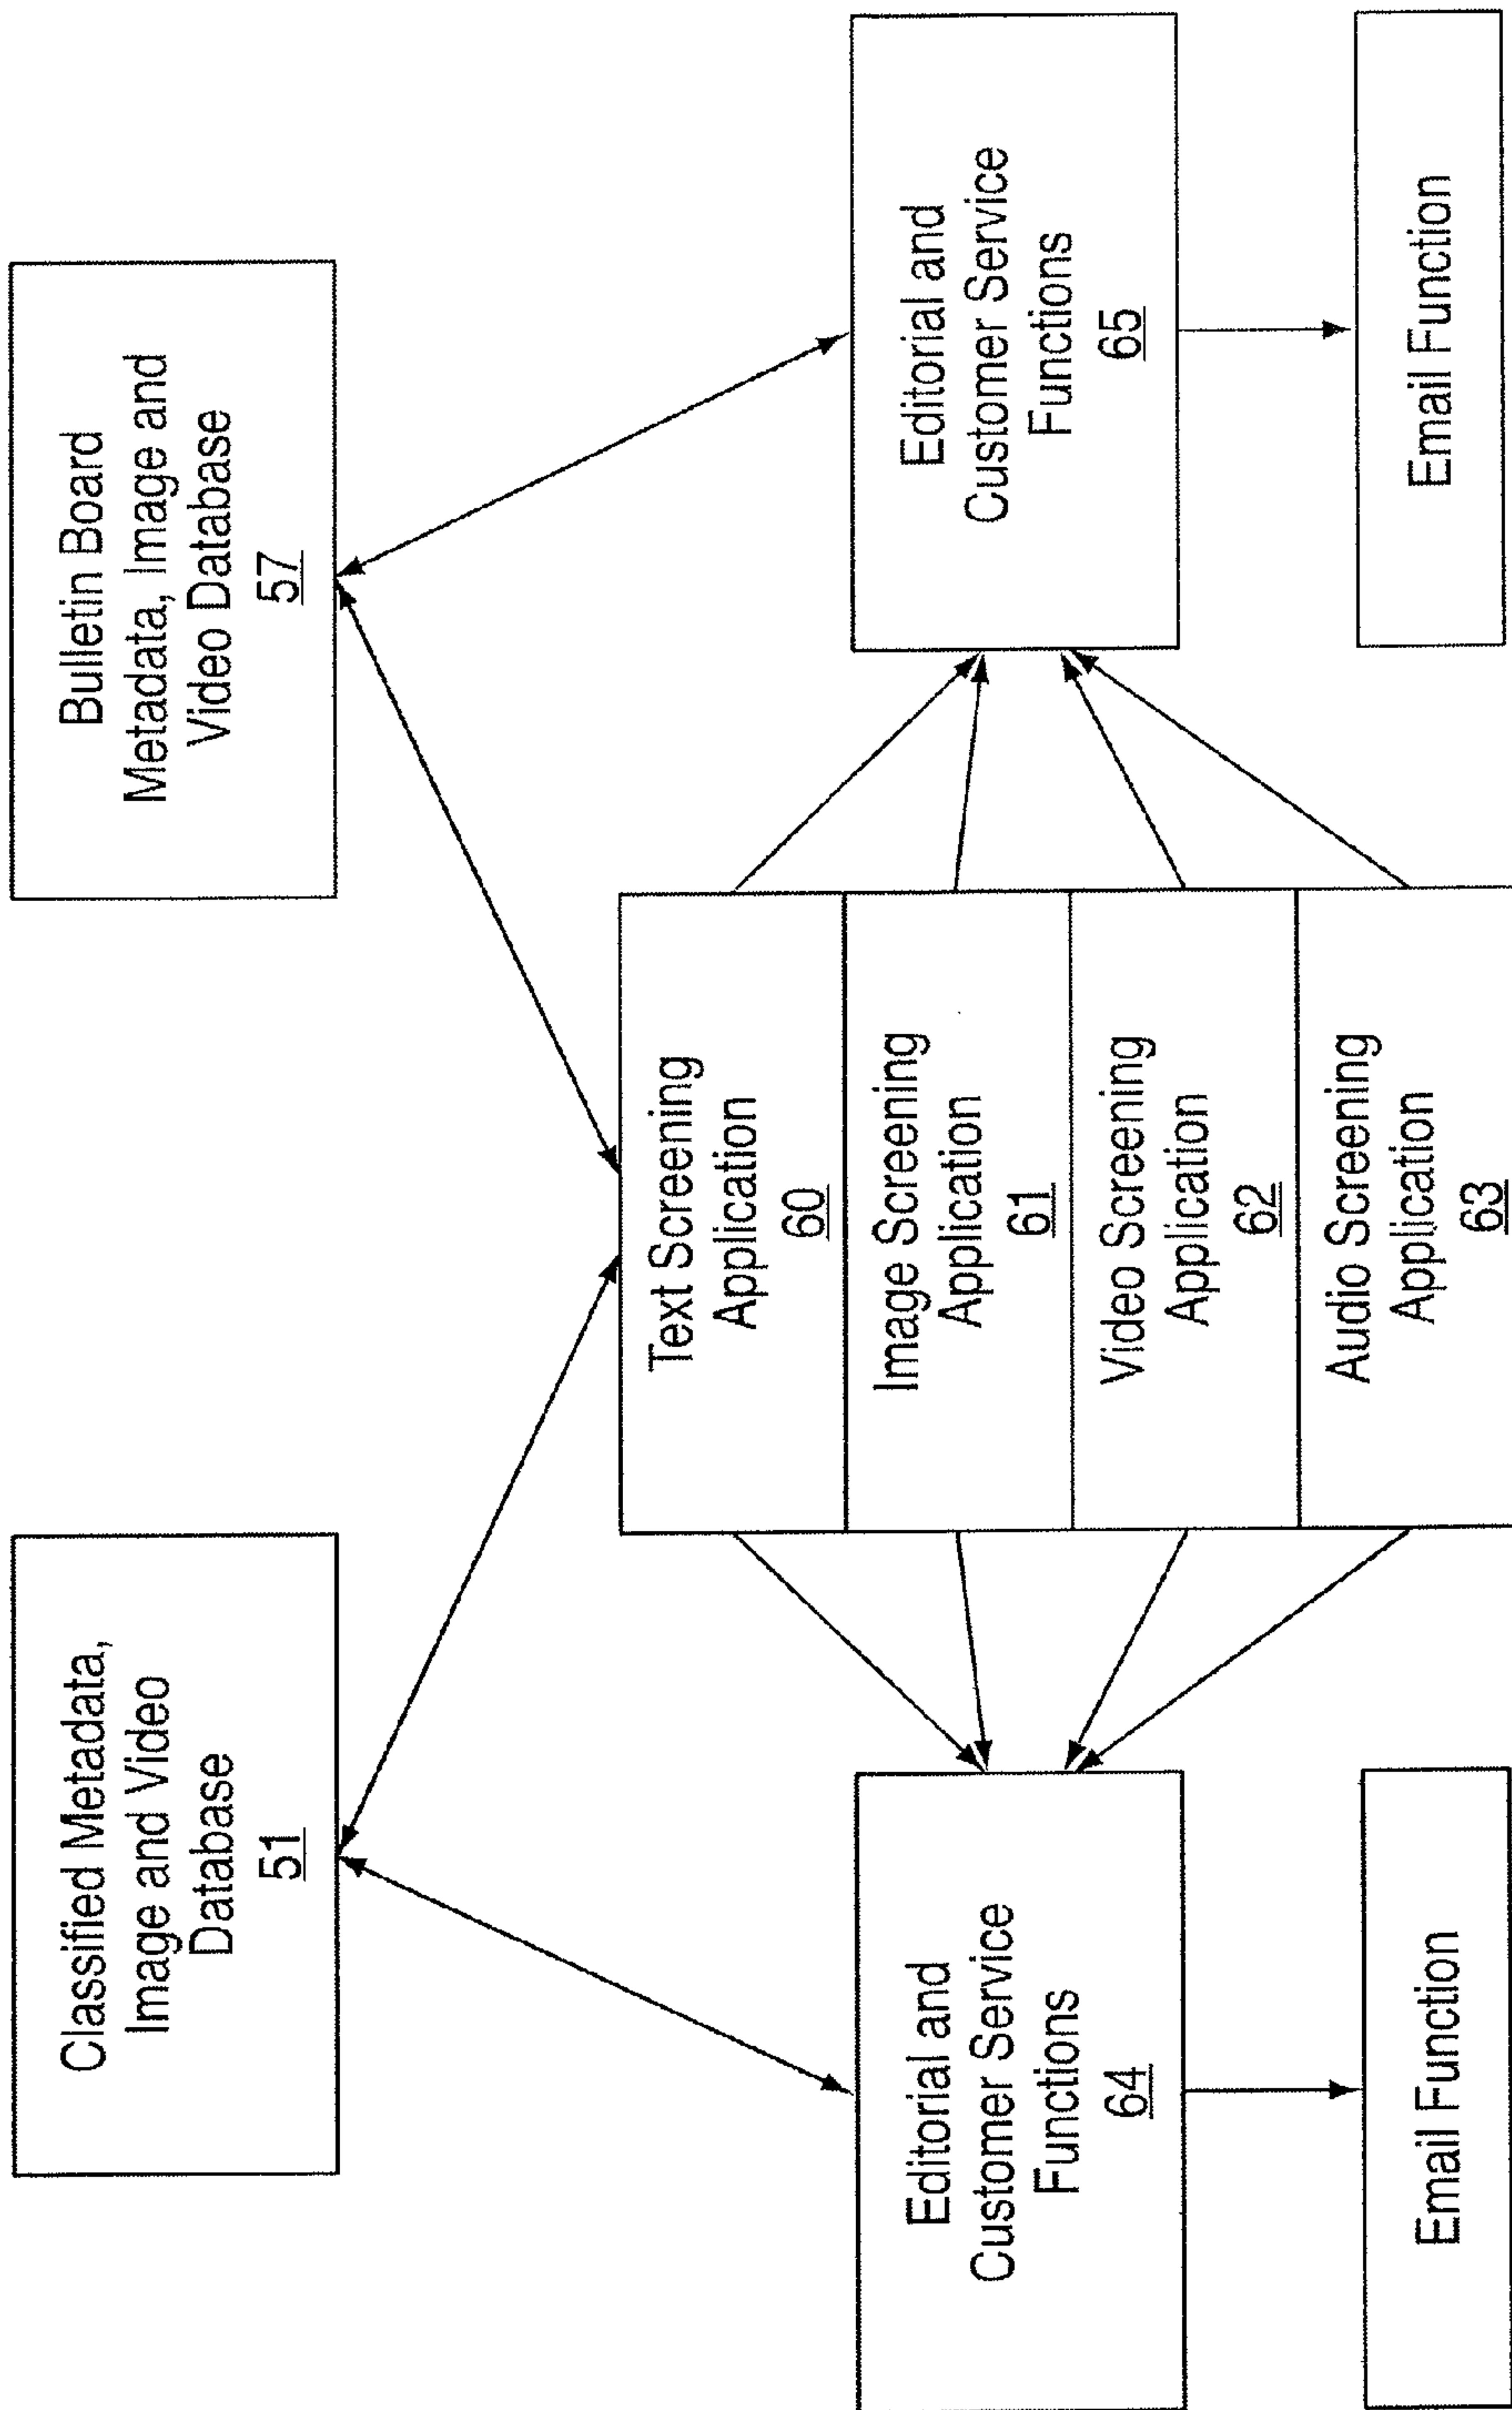 Classified Metadata,
Image and Video
Database
51
Bulletin Board
Metadata, Image and
Video Database
57
Text Screening
Application
60
Image Screening
Application
61
Video Screening
Application
62
Audio Screening
Application
63
Editorial and
Customer Service
Functions
64
Editorial and
Customer Service
Functions
65
Email Function
Email Function